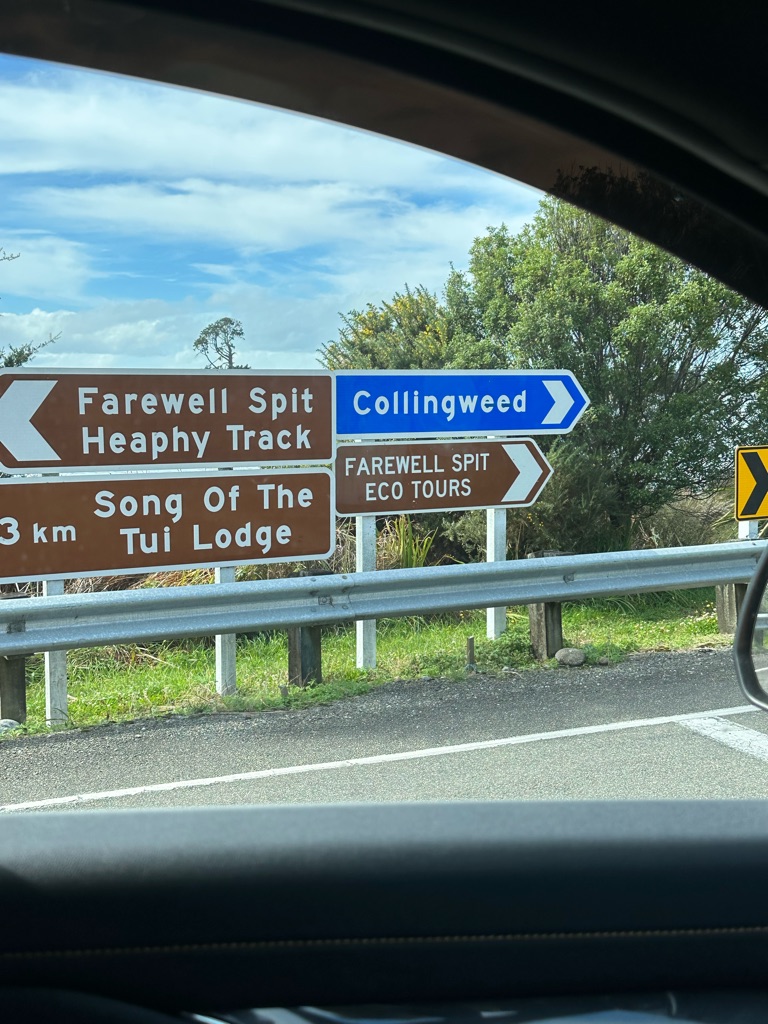 Farewell Spit
Heaphy Track
Collingweed
FAREWELL SPIT
ECO TOURS
Song Of The
3 km Tui Lodge